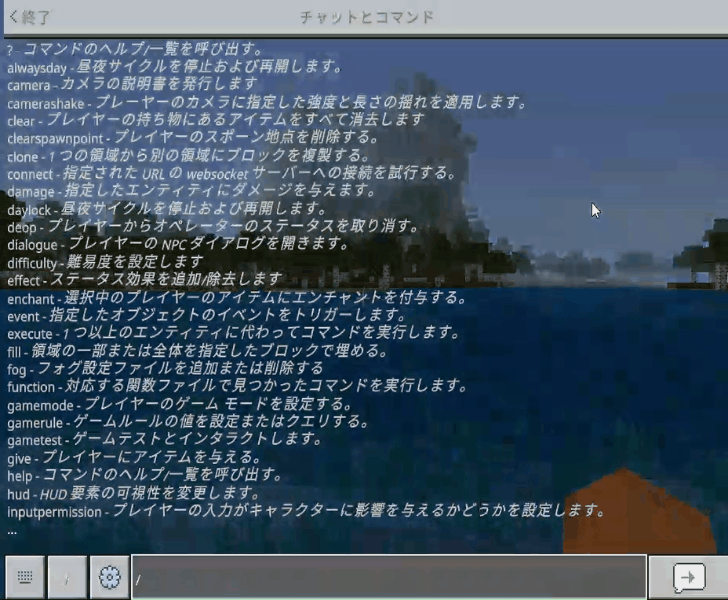 終了
チャットとコマンド
? - コマンドのヘルプ/一覧を呼び出す。
alwaysday - 昼夜サイクルを停止および再開します。
camera - カメラの説明書を発行します
camerashake - プレーヤーのカメラに指定した強度と長さの揺れを適用します。
clear - プレイヤーの持ち物にあるアイテムをすべて消去します
clearspawnpoint - プレイヤーのスポーン地点を削除する。
clone - 1 つの領域から別の領域にブロックを複製する。
connect - 指定された URL の websocket サーバーへの接続を試行する。
damage - 指定したエンティティにダメージを与えます。
daylock - 昼夜サイクルを停止および再開します。
deop - プレイヤーからオペレーターのステータスを取り消す。
dialogue - プレイヤーの NPC ダイアログを開きます。
difficulty - 難易度を設定します
effect - ステータス効果を追加/除去します
enchant - 選択中のプレイヤーのアイテムにエンチャントを付与する。
event - 指定したオブジェクトのイベントをトリガーします。
execute - 1 つ以上のエンティティに代わってコマンドを実行します。
fill - 領域の一部または全体を指定したブロックで埋める。
fog - フォグ設定ファイルを追加または削除する
function - 対応する関数ファイルで見つかったコマンドを実行します。
gamemode - プレイヤーのゲーム モードを設定する。
gamerule - ゲームルールの値を設定またはクエリする。
gametest - ゲームテストとインタラクトします。
give - プレイヤーにアイテムを与える。
help - コマンドのヘルプ/一覧を呼び出す。
hud - HUD 要素の可視性を変更します。
inputpermission - プレイヤーの入力がキャラクターに影響を与えるかどうかを設定します。
...
/
/